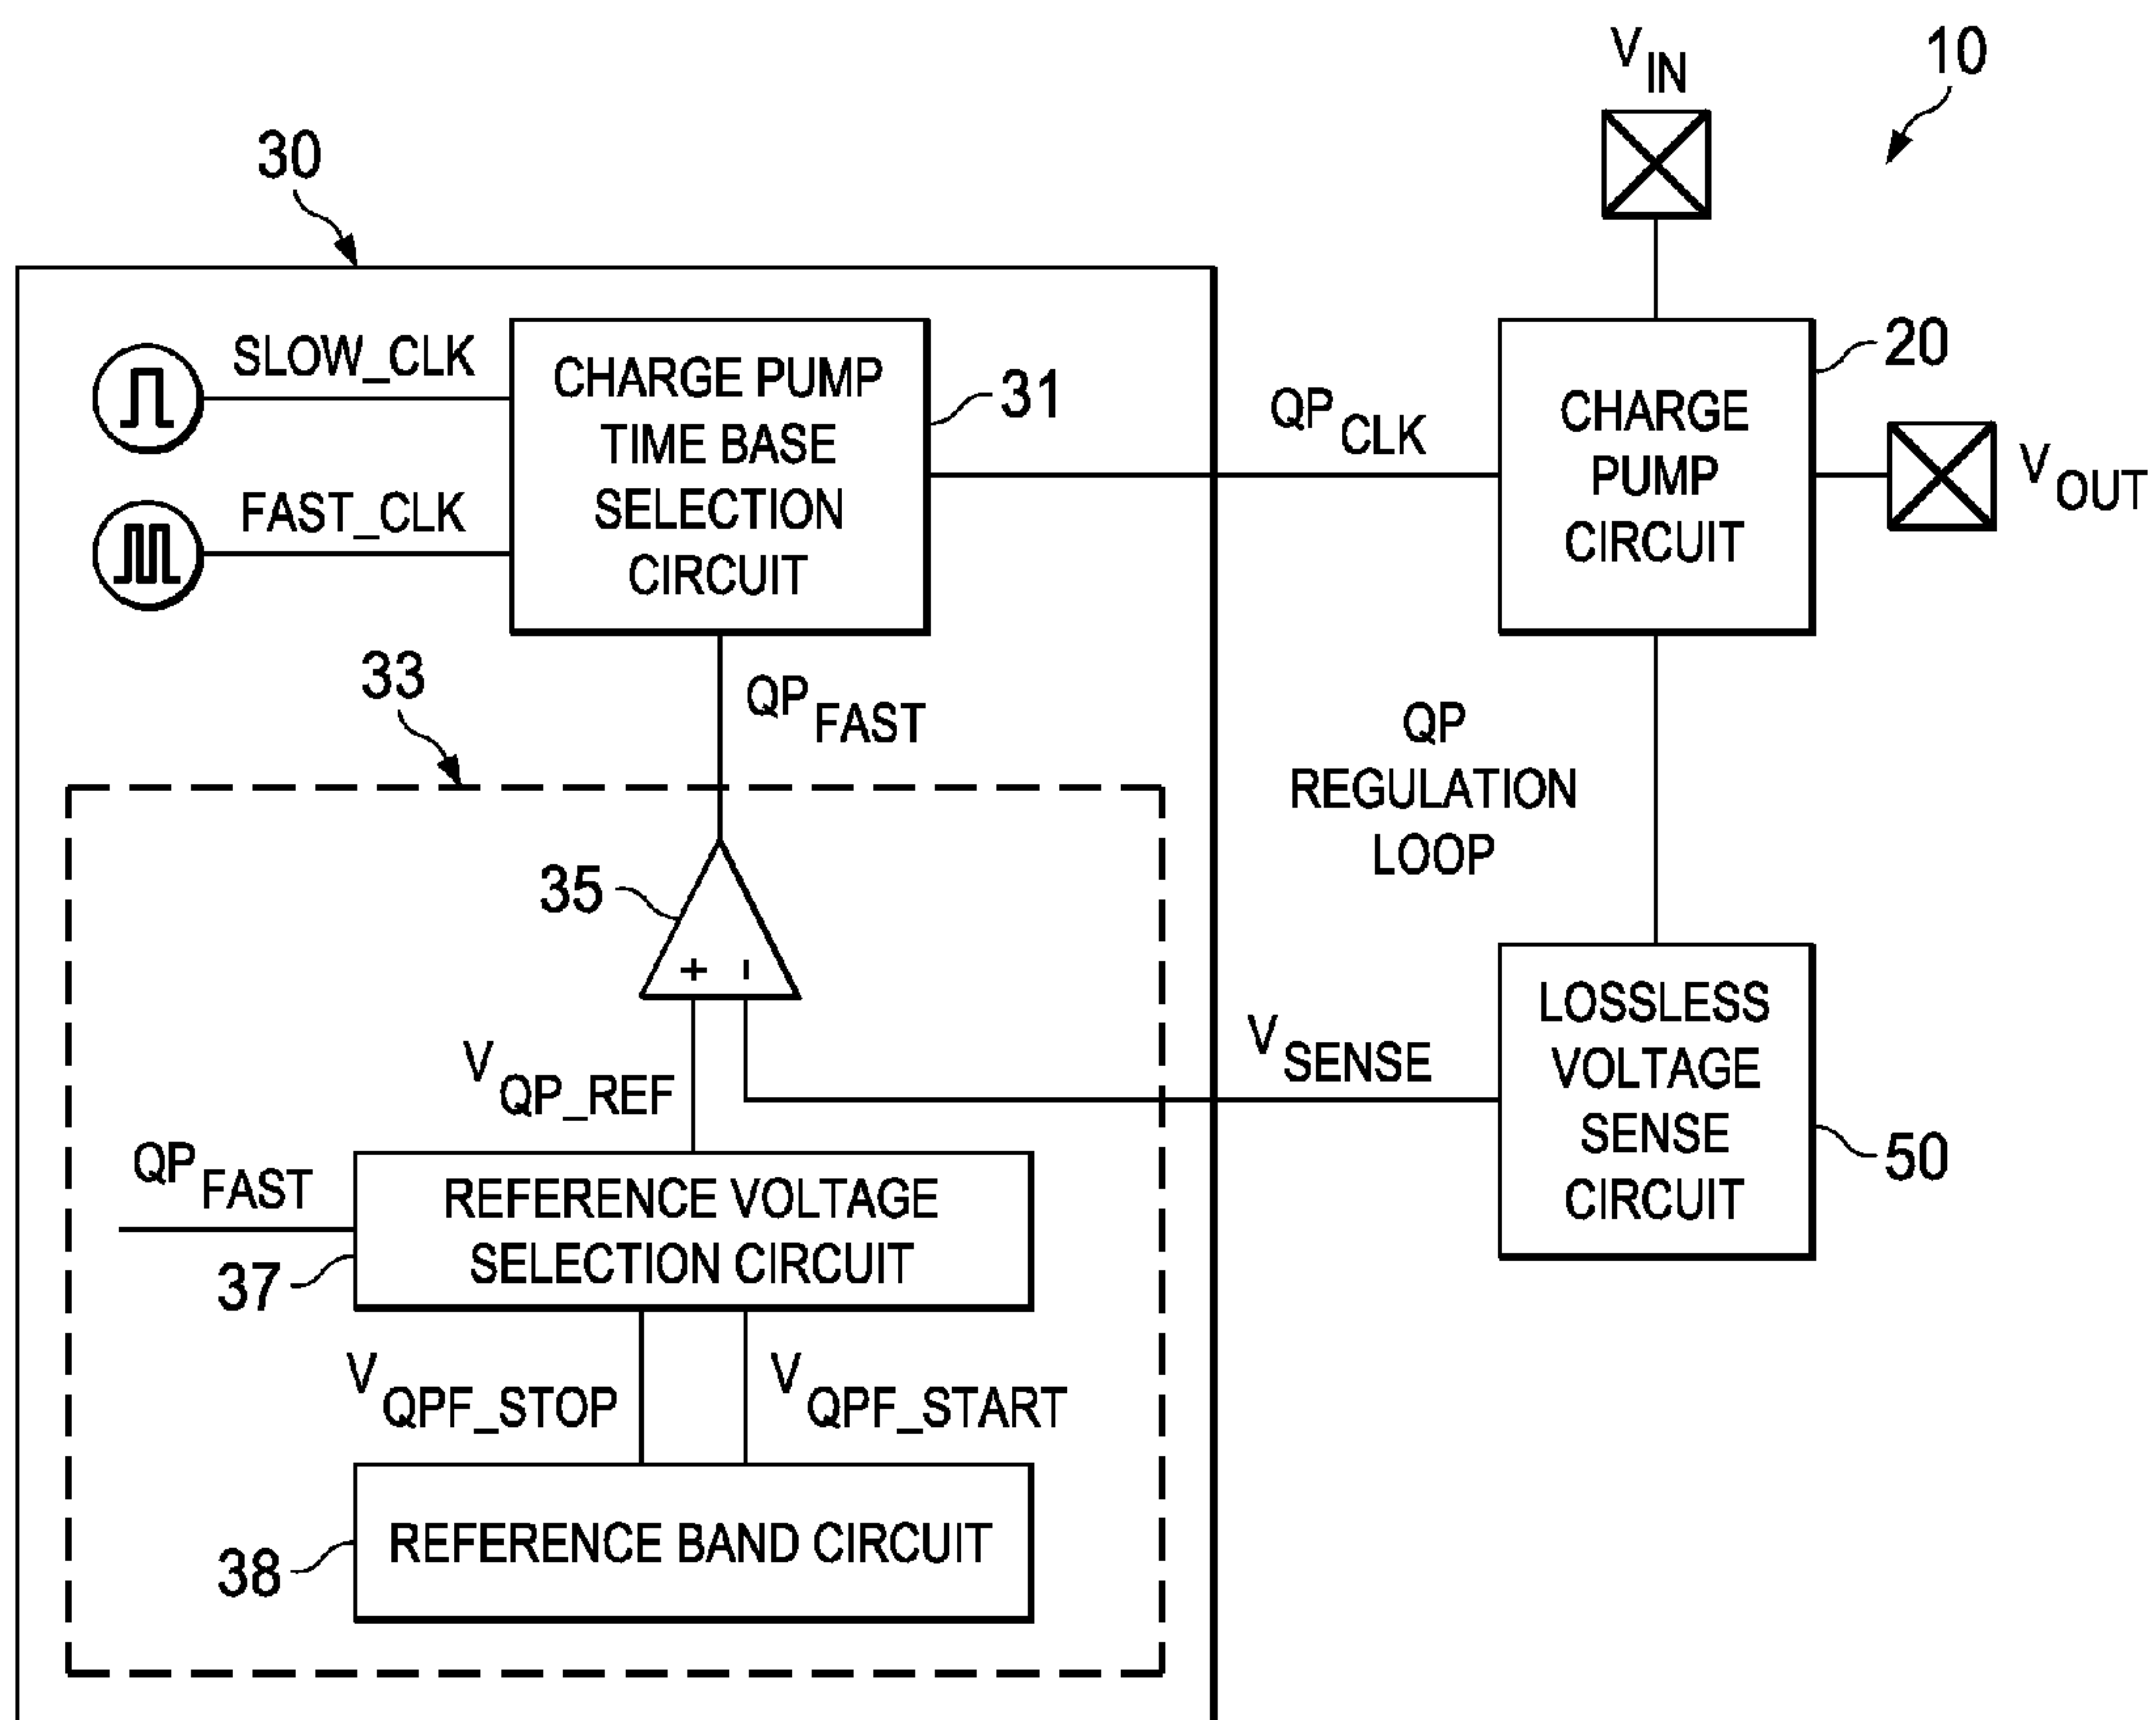 V IN
10
30
SLOW_CLK
FAST_CLK
CHARGE PUMP
TIME BASE
SELECTION
CIRCUIT
31
QP CLK
CHARGE
PUMP
CIRCUIT
20
V OUT
33
QP FAST
QP
REGULATION
LOOP
35
+ -
V QP_REF
V SENSE
LOSSLESS
VOLTAGE
SENSE
CIRCUIT
50
QP FAST
REFERENCE VOLTAGE
SELECTION CIRCUIT
37
V QPF_STOP
V QPF_START
REFERENCE BAND CIRCUIT
38